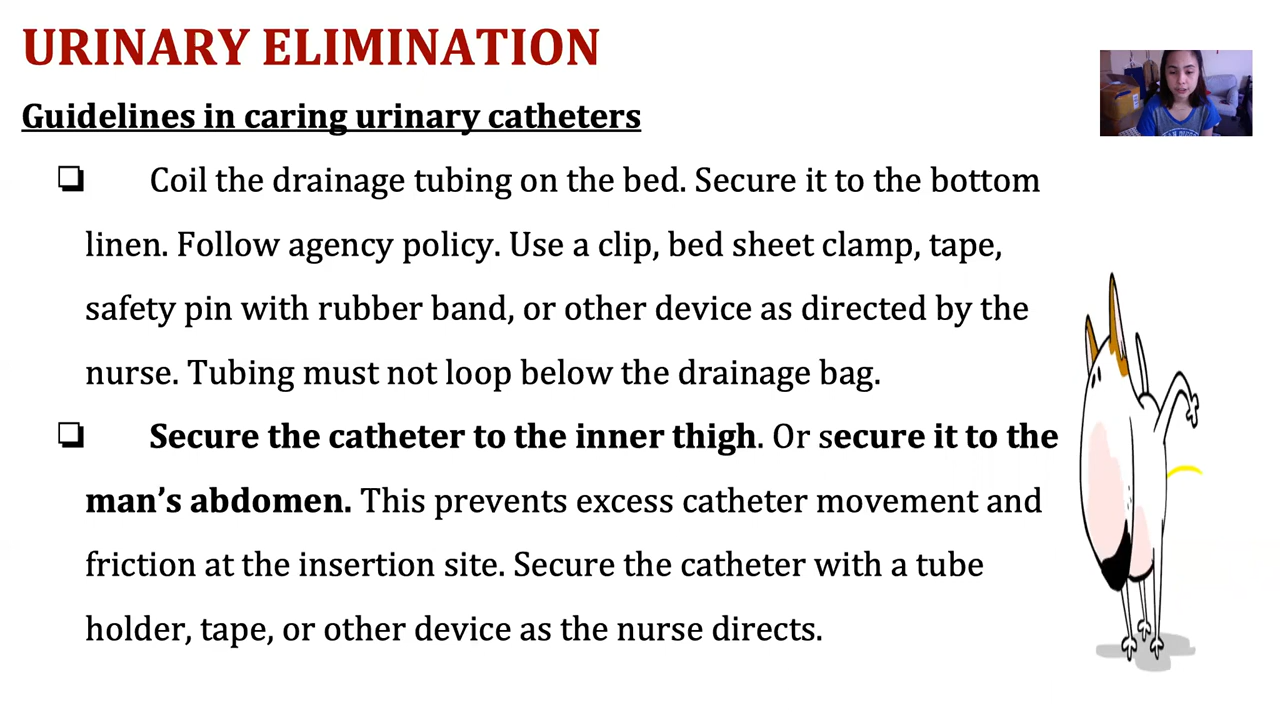 URINARY ELIMINATION
Guidelines in caring urinary catheters
❏ Coil the drainage tubing on the bed. Secure it to the bottom
linen. Follow agency policy. Use a clip, bed sheet clamp, tape,
safety pin with rubber band, or other device as directed by the
nurse. Tubing must not loop below the drainage bag.
❏ Secure the catheter to the inner thigh. Or secure it to the
man’s abdomen. This prevents excess catheter movement and
friction at the insertion site. Secure the catheter with a tube
holder, tape, or other device as the nurse directs.